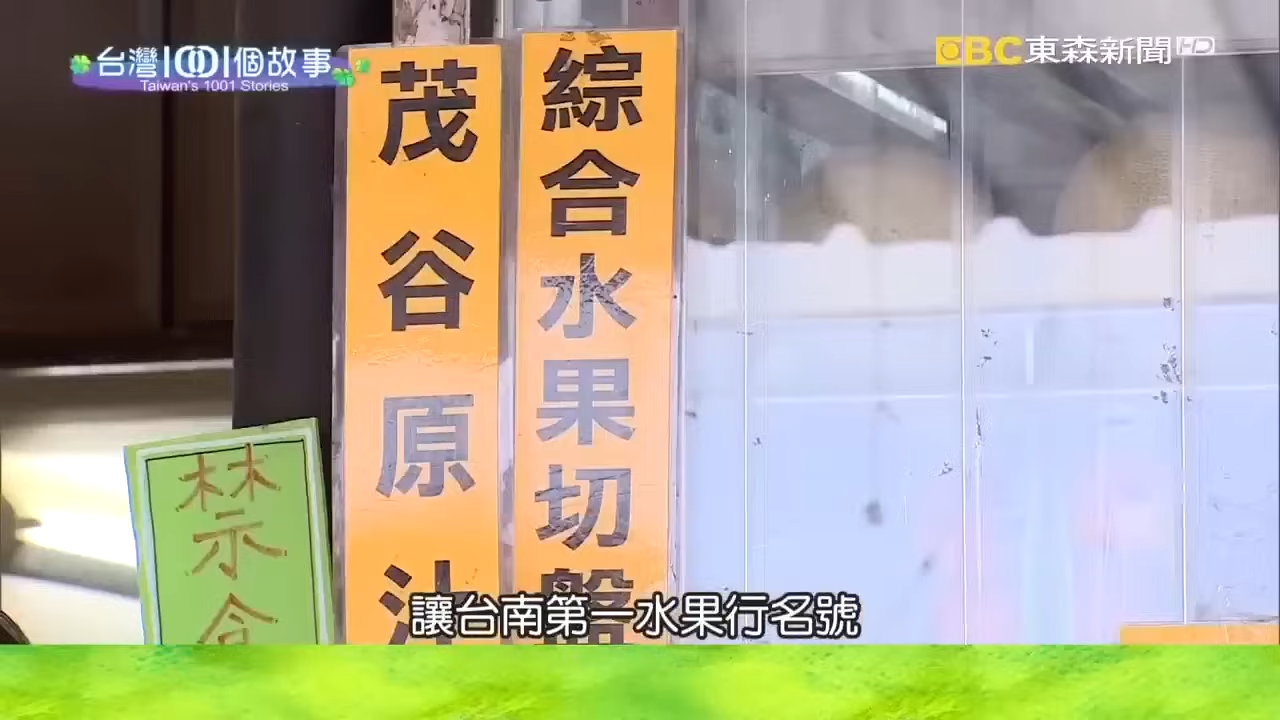 台灣1001個故事
Taiwan's 1001 Stories
EBC東森新聞HD
綜合水果切盤
茂谷原汁
禁
讓台南第一水果行名號